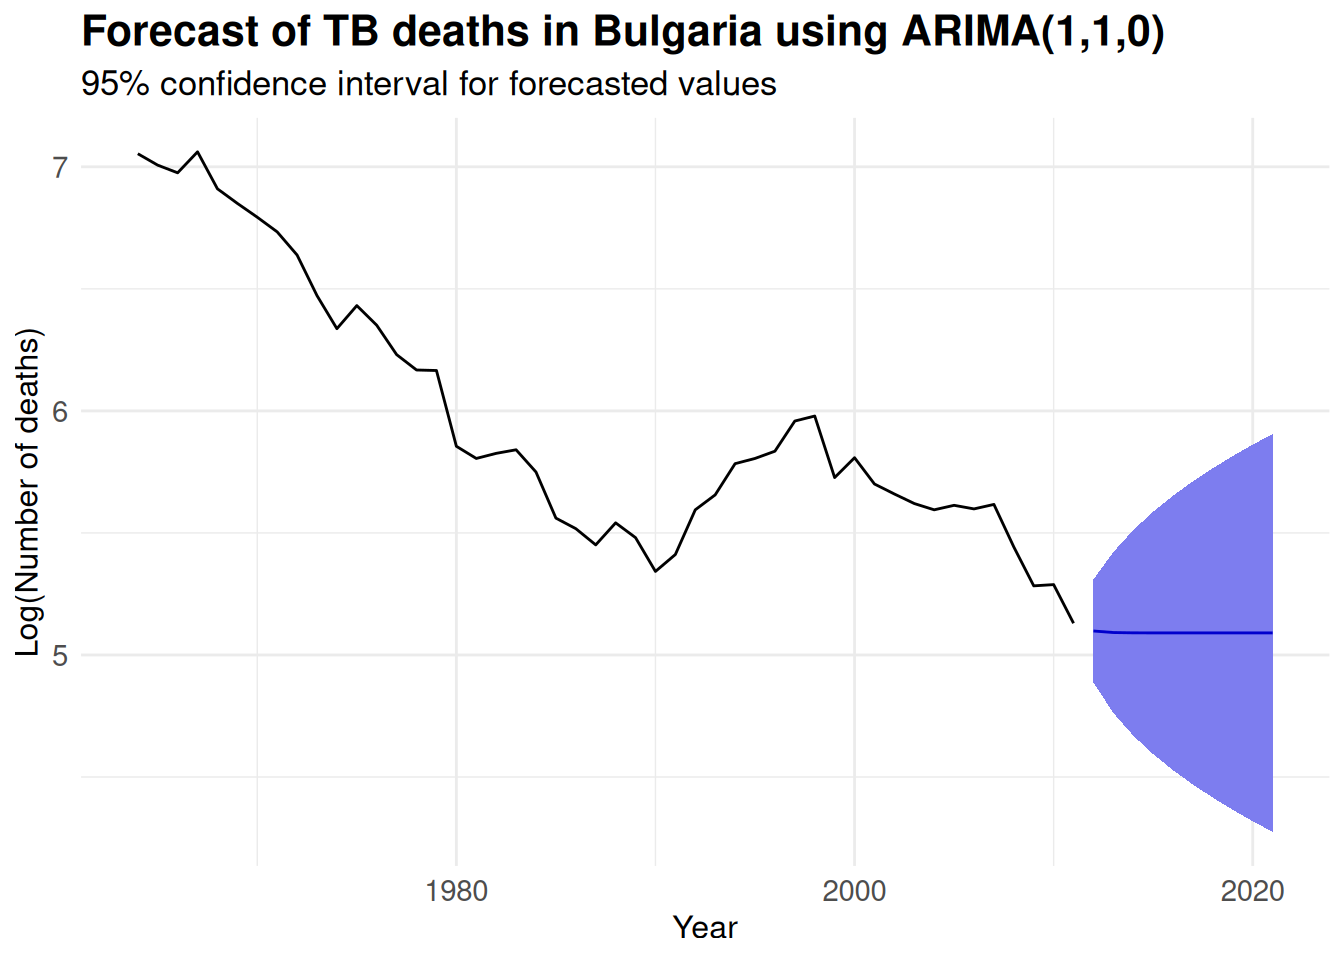 Forecast of TB deaths in Bulgaria using ARIMA(1,1,0)
95% confidence interval for forecasted values
Log(Number of deaths)
7
6
5
1980
2000
2020
Year